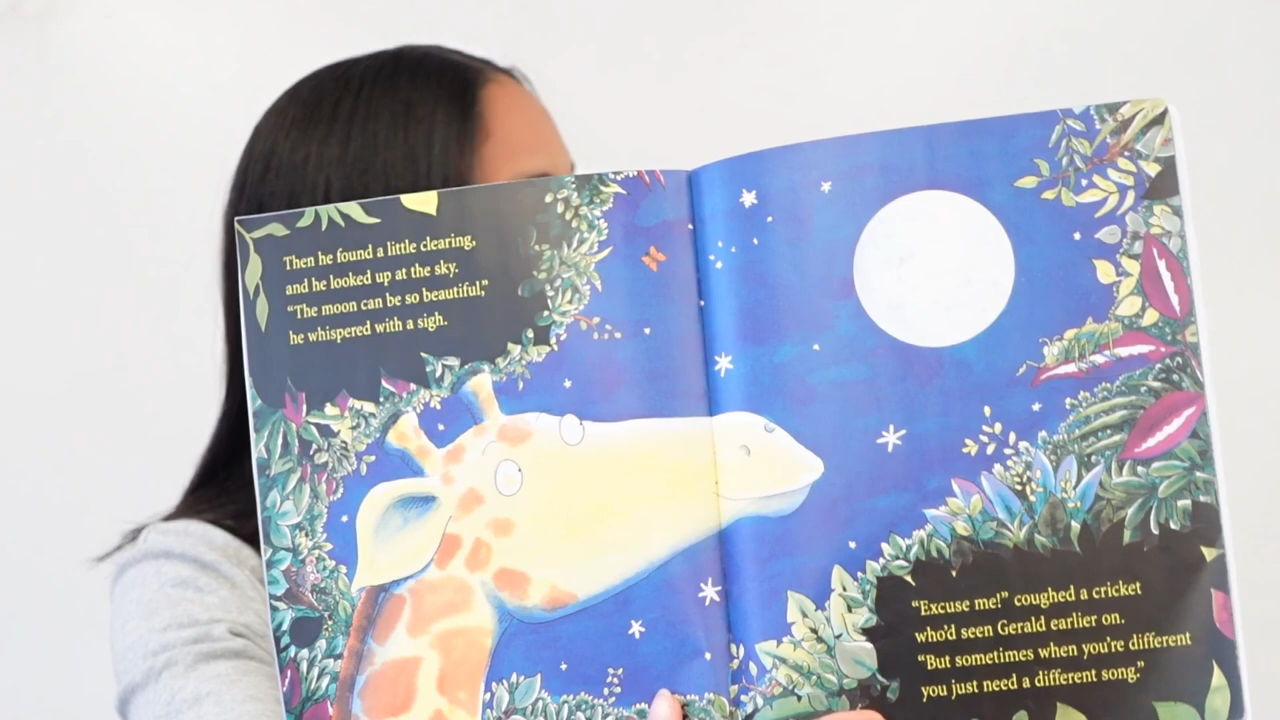 Then he found a little clearing,
and he looked up at the sky.
“The moon can be so beautiful,”
he whispered with a sigh.
“Excuse me!” coughed a cricket
who’d seen Gerald earlier on.
“But sometimes when you’re different
you just need a different song.”